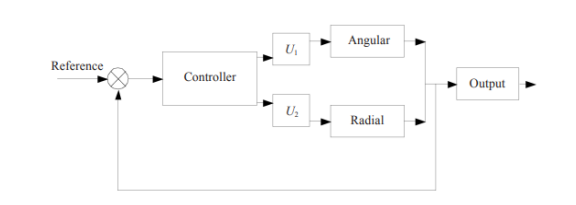 Reference
Controller
U₁
U₂
Angular
Radial
Output